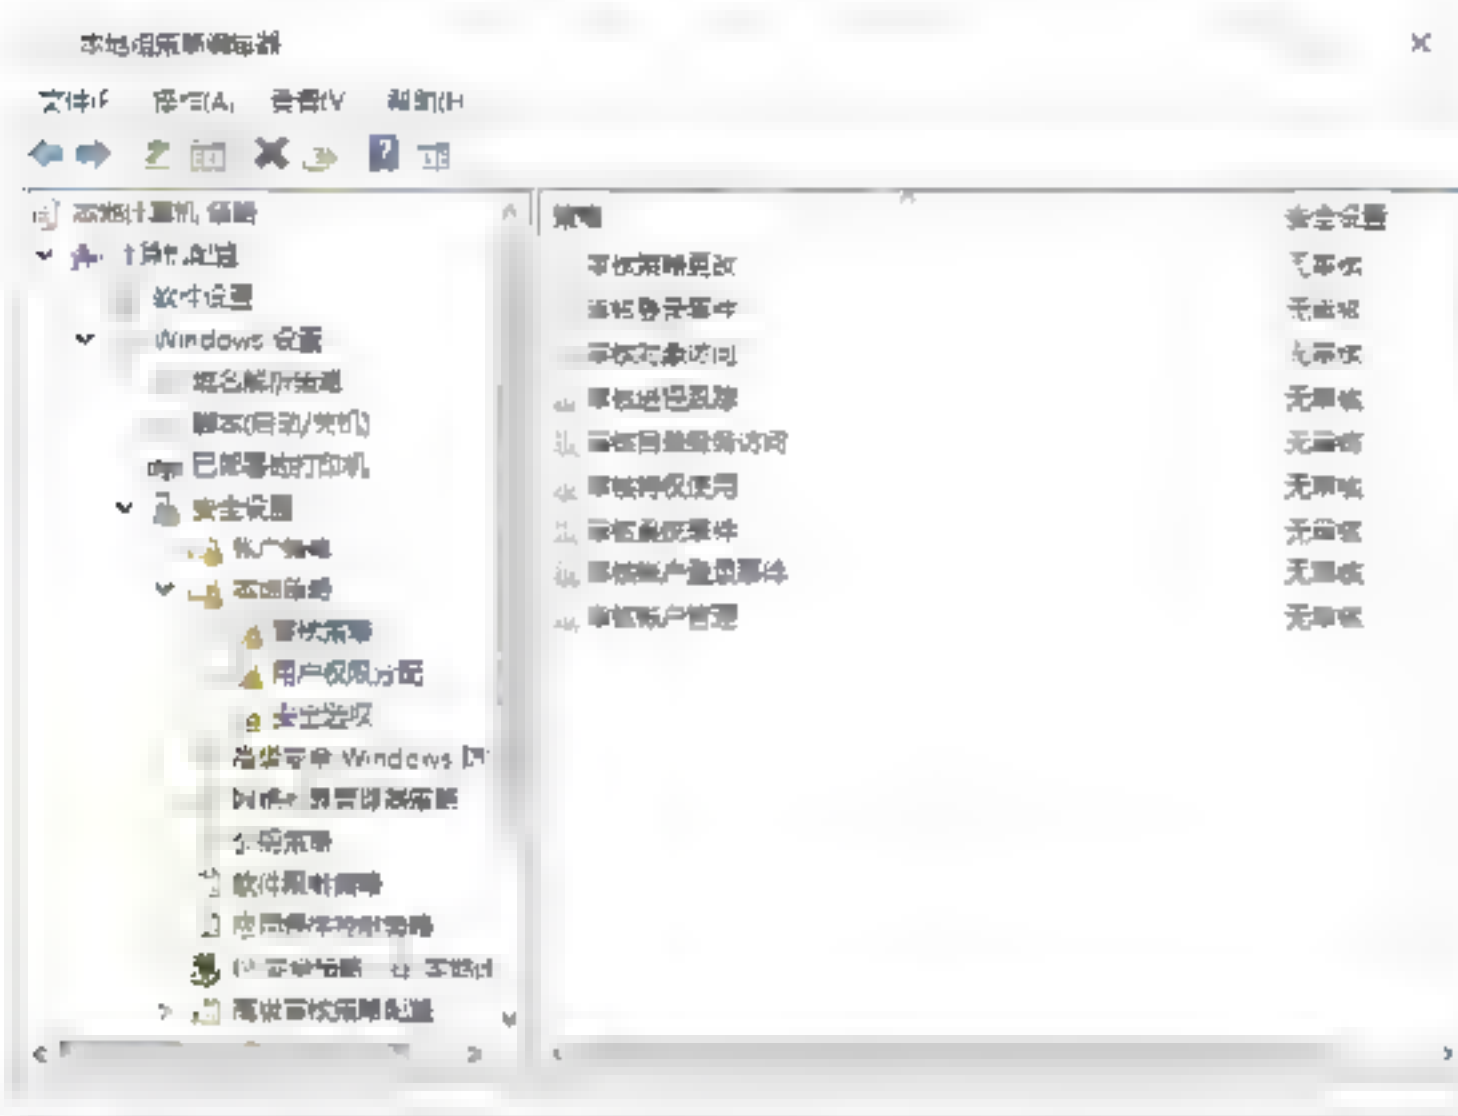 本地组策略编辑器
文件(F 操作(A) 查看(V 帮助(H
本地计算机 策略
计算机配置
软件设置
Windows 设置
域名解析策略
脚本(启动/关机)
已部署的打印机
安全设置
帐户策略
本地策略
审核策略
用户权限分配
安全选项
高级安全 Windows
公钥策略
软件限制策略
应用程序控制策略
IP 安全策略，在 本地计
高级审核策略配置
策略 安全设置
审核策略更改 无审核
审核登录事件 无审核
审核对象访问 无审核
审核进程跟踪 无审核
审核目录服务访问 无审核
审核特权使用 无审核
审核系统事件 无审核
审核帐户登录事件 无审核
审核帐户管理 无审核